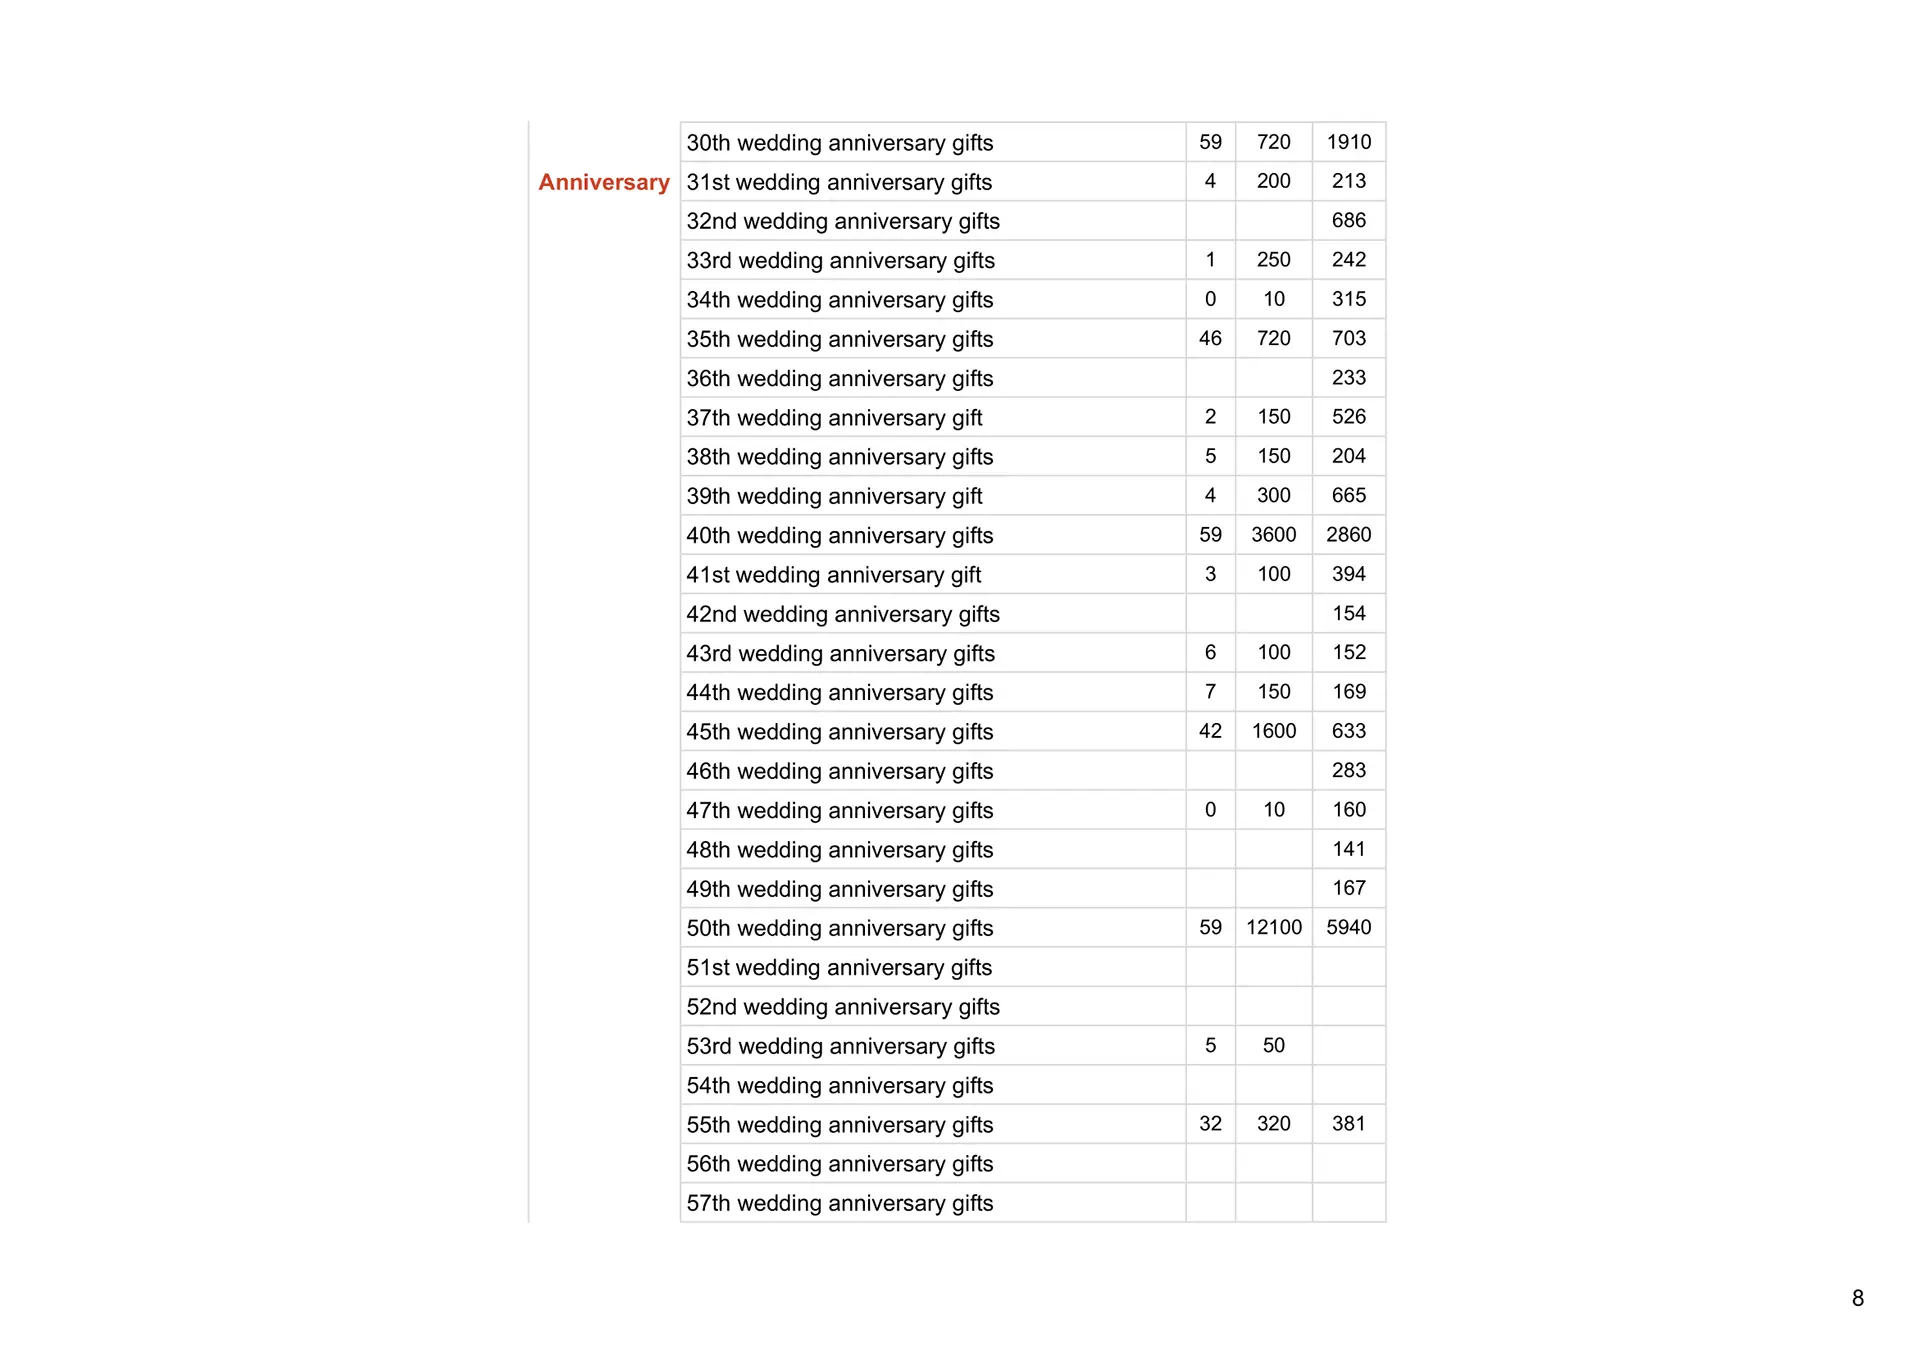 30th wedding anniversary gifts 59 720 1910
Anniversary 31st wedding anniversary gifts 4 200 213
32nd wedding anniversary gifts 686
33rd wedding anniversary gifts 1 250 242
34th wedding anniversary gifts 0 10 315
35th wedding anniversary gifts 46 720 703
36th wedding anniversary gifts 233
37th wedding anniversary gift 2 150 526
38th wedding anniversary gifts 5 150 204
39th wedding anniversary gift 4 300 665
40th wedding anniversary gifts 59 3600 2860
41st wedding anniversary gift 3 100 394
42nd wedding anniversary gifts 154
43rd wedding anniversary gifts 6 100 152
44th wedding anniversary gifts 7 150 169
45th wedding anniversary gifts 42 1600 633
46th wedding anniversary gifts 283
47th wedding anniversary gifts 0 10 160
48th wedding anniversary gifts 141
49th wedding anniversary gifts 167
50th wedding anniversary gifts 59 12100 5940
51st wedding anniversary gifts
52nd wedding anniversary gifts
53rd wedding anniversary gifts 5 50
54th wedding anniversary gifts
55th wedding anniversary gifts 32 320 381
56th wedding anniversary gifts
57th wedding anniversary gifts
8